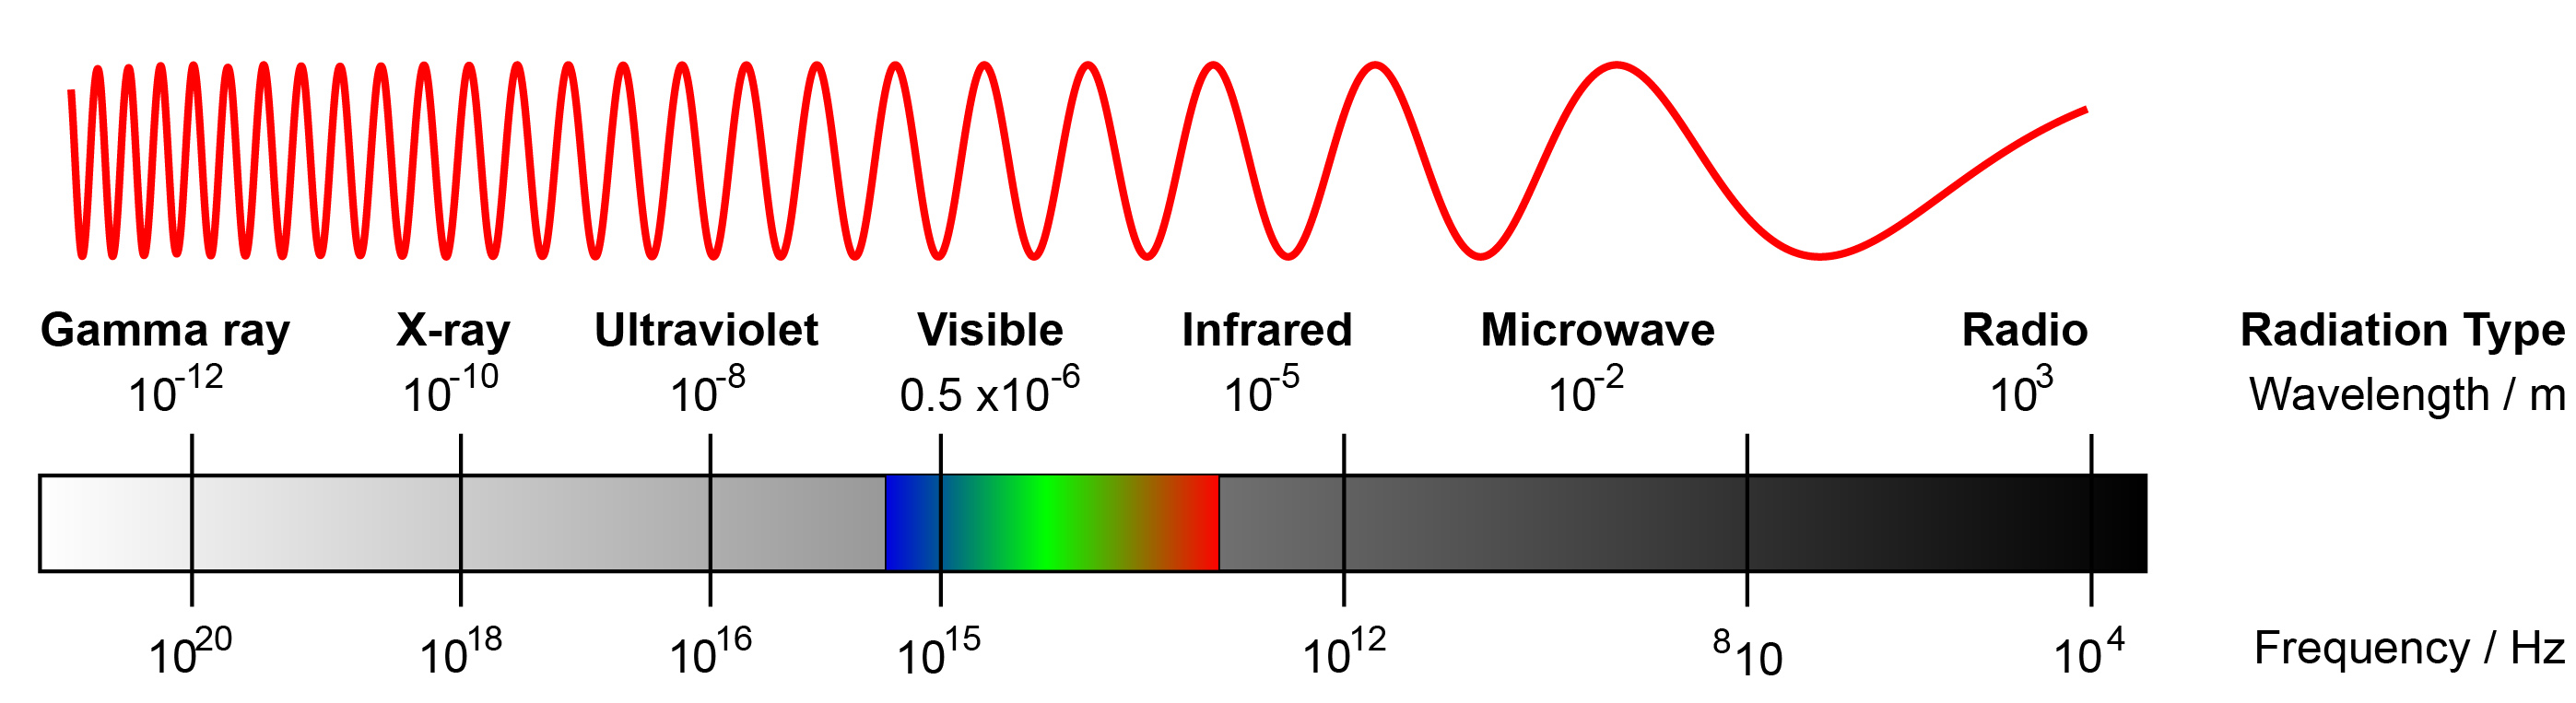 Gamma ray X-ray Ultraviolet Visible Infrared Microwave Radio Radiation Type
10⁻¹² 10⁻¹⁰ 10⁻⁸ 0.5 x10⁻⁶ 10⁻⁵ 10⁻² 10³ Wavelength / m
10²⁰ 10¹⁸ 10¹⁶ 10¹⁵ 10¹² ⁸10 10⁴ Frequency / Hz